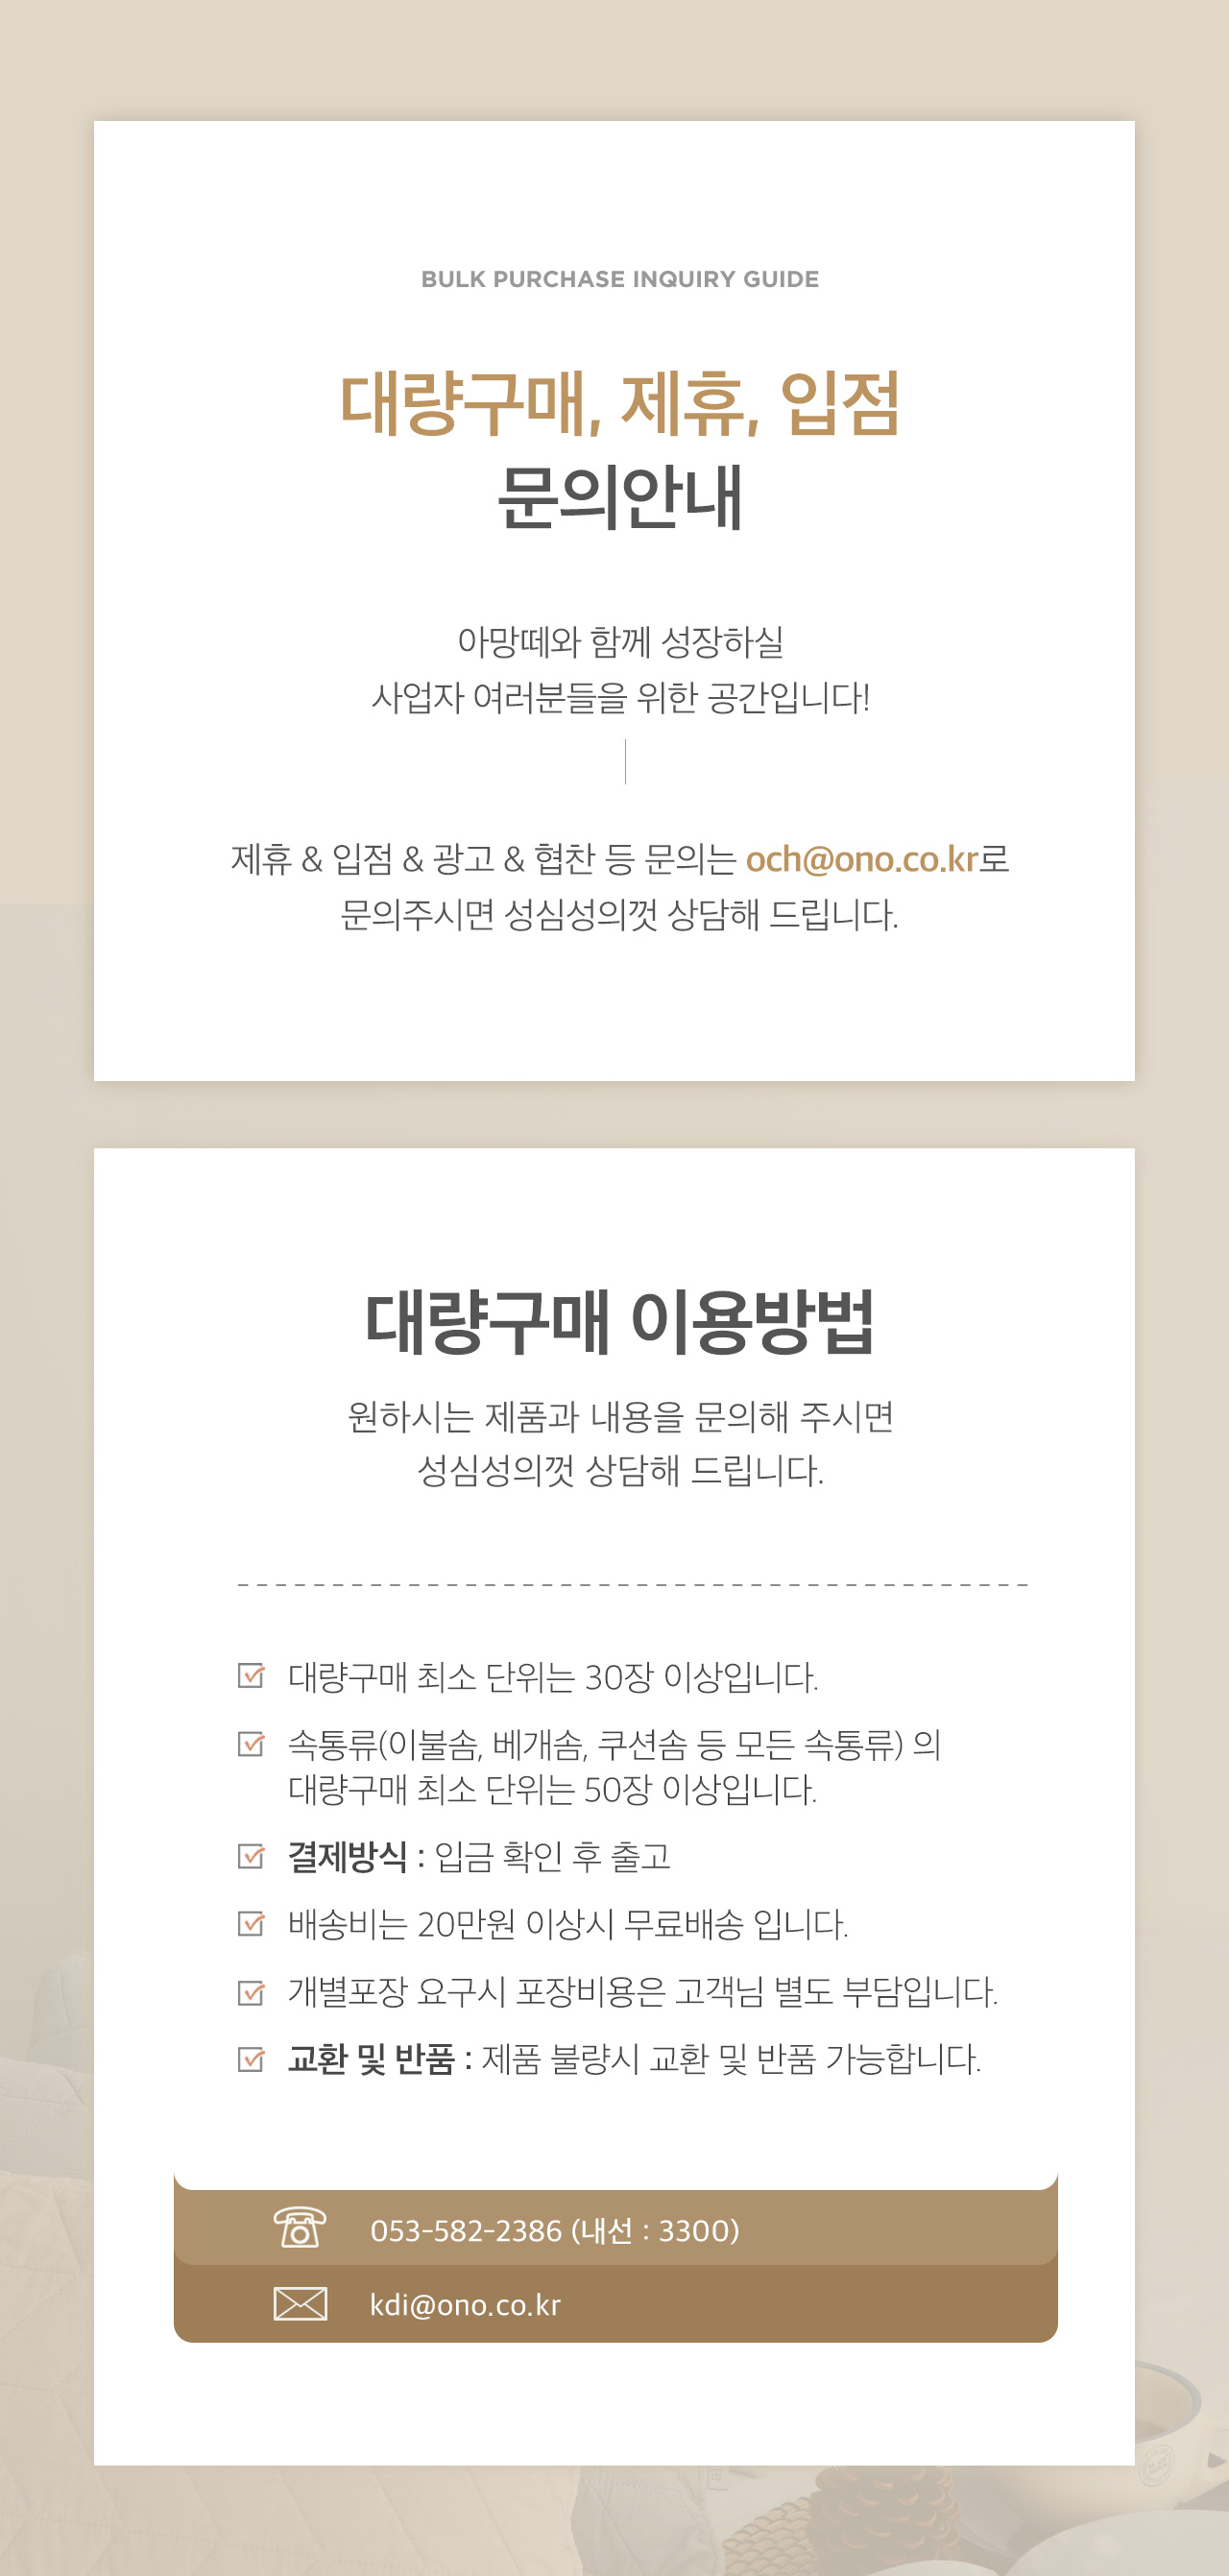 BULK PURCHASE INQUIRY GUIDE
대량구매, 제휴, 입점
문의안내
아망떼와 함께 성장하실
사업자 여러분들을 위한 공간입니다!
제휴 & 입점 & 광고 & 협찬 등 문의는 och@ono.co.kr로
문의주시면 성심성의껏 상담해 드립니다.
대량구매 이용방법
원하시는 제품과 내용을 문의해 주시면
성심성의껏 상담해 드립니다.
대량구매 최소 단위는 30장 이상입니다.
속통류(이불솜, 베개솜, 쿠션솜 등 모든 속통류) 의
대량구매 최소 단위는 50장 이상입니다.
결제방식 : 입금 확인 후 출고
배송비는 20만원 이상시 무료배송 입니다.
개별포장 요구시 포장비용은 고객님 별도 부담입니다.
교환 및 반품 : 제품 불량시 교환 및 반품 가능합니다.
053-582-2386 (내선 : 3300)
kdi@ono.co.kr